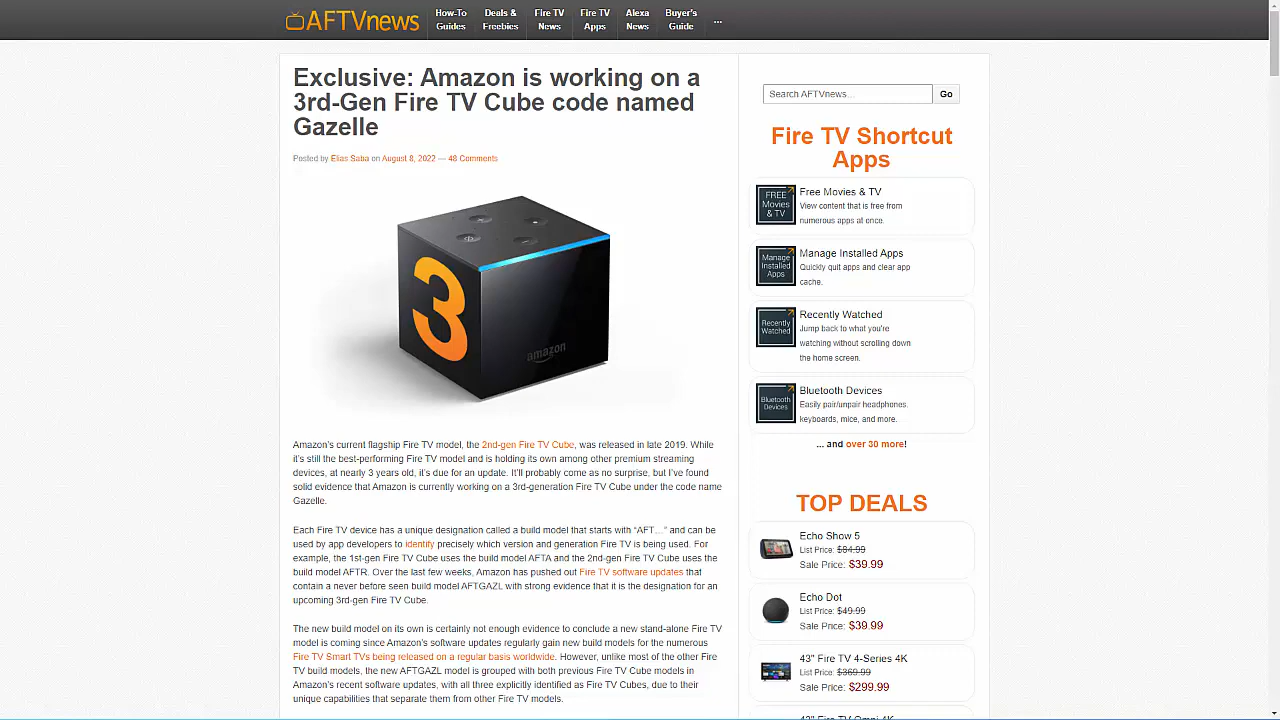 AFTVnews
How-To
Guides
Deals &
Freebies
Fire TV
News
Fire TV
Apps
Alexa
News
Buyer's
Guide
...
Exclusive: Amazon is working on a
3rd-Gen Fire TV Cube code named
Gazelle
Posted by Elias Saba on August 8, 2022 — 48 Comments
3
amazon
Amazon's current flagship Fire TV model, the 2nd-gen Fire TV Cube, was released in late 2019. While
it's still the best-performing Fire TV model and is holding its own among other premium streaming
devices, at nearly 3 years old, it's due for an update. It'll probably come as no surprise, but I've found
solid evidence that Amazon is currently working on a 3rd-generation Fire TV Cube under the code name
Gazelle.
Each Fire TV device has a unique designation called a build model that starts with “AFT…” and can be
used by app developers to identify precisely which version and generation Fire TV is being used. For
example, the 1st-gen Fire TV Cube uses the build model AFTA and the 2nd-gen Fire TV Cube uses the
build model AFTR. Over the last few weeks, Amazon has pushed out Fire TV software updates that
contain a never before seen build model AFTGAZL with strong evidence that it is the designation for an
upcoming 3rd-gen Fire TV Cube.
The new build model on its own is certainly not enough evidence to conclude a new stand-alone Fire TV
model is coming since Amazon's software updates regularly gain new build models for the numerous
Fire TV Smart TVs being released on a regular basis worldwide. However, unlike most of the other Fire
TV build models, the new AFTGAZL model is grouped with both previous Fire TV Cube models in
Amazon's recent software updates, with all three explicitly identified as Fire TV Cubes, due to their
unique capabilities that separate them from other Fire TV models.
Search AFTVnews...
Go
Fire TV Shortcut
Apps
FREE
Movies
& TV
Free Movies & TV
View content that is free from
numerous apps at once.
Manage
Installed
Apps
Manage Installed Apps
Quickly quit apps and clear app
cache.
Recently
Watched
Recently Watched
Jump back to what you're
watching without scrolling down
the home screen.
Bluetooth
Devices
Bluetooth Devices
Easily pair/unpair headphones,
keyboards, mice, and more.
... and over 30 more!
TOP DEALS
Echo Show 5
List Price: $84.99
Sale Price: $39.99
Echo Dot
List Price: $49.99
Sale Price: $39.99
43" Fire TV 4-Series 4K
List Price: $369.99
Sale Price: $299.99